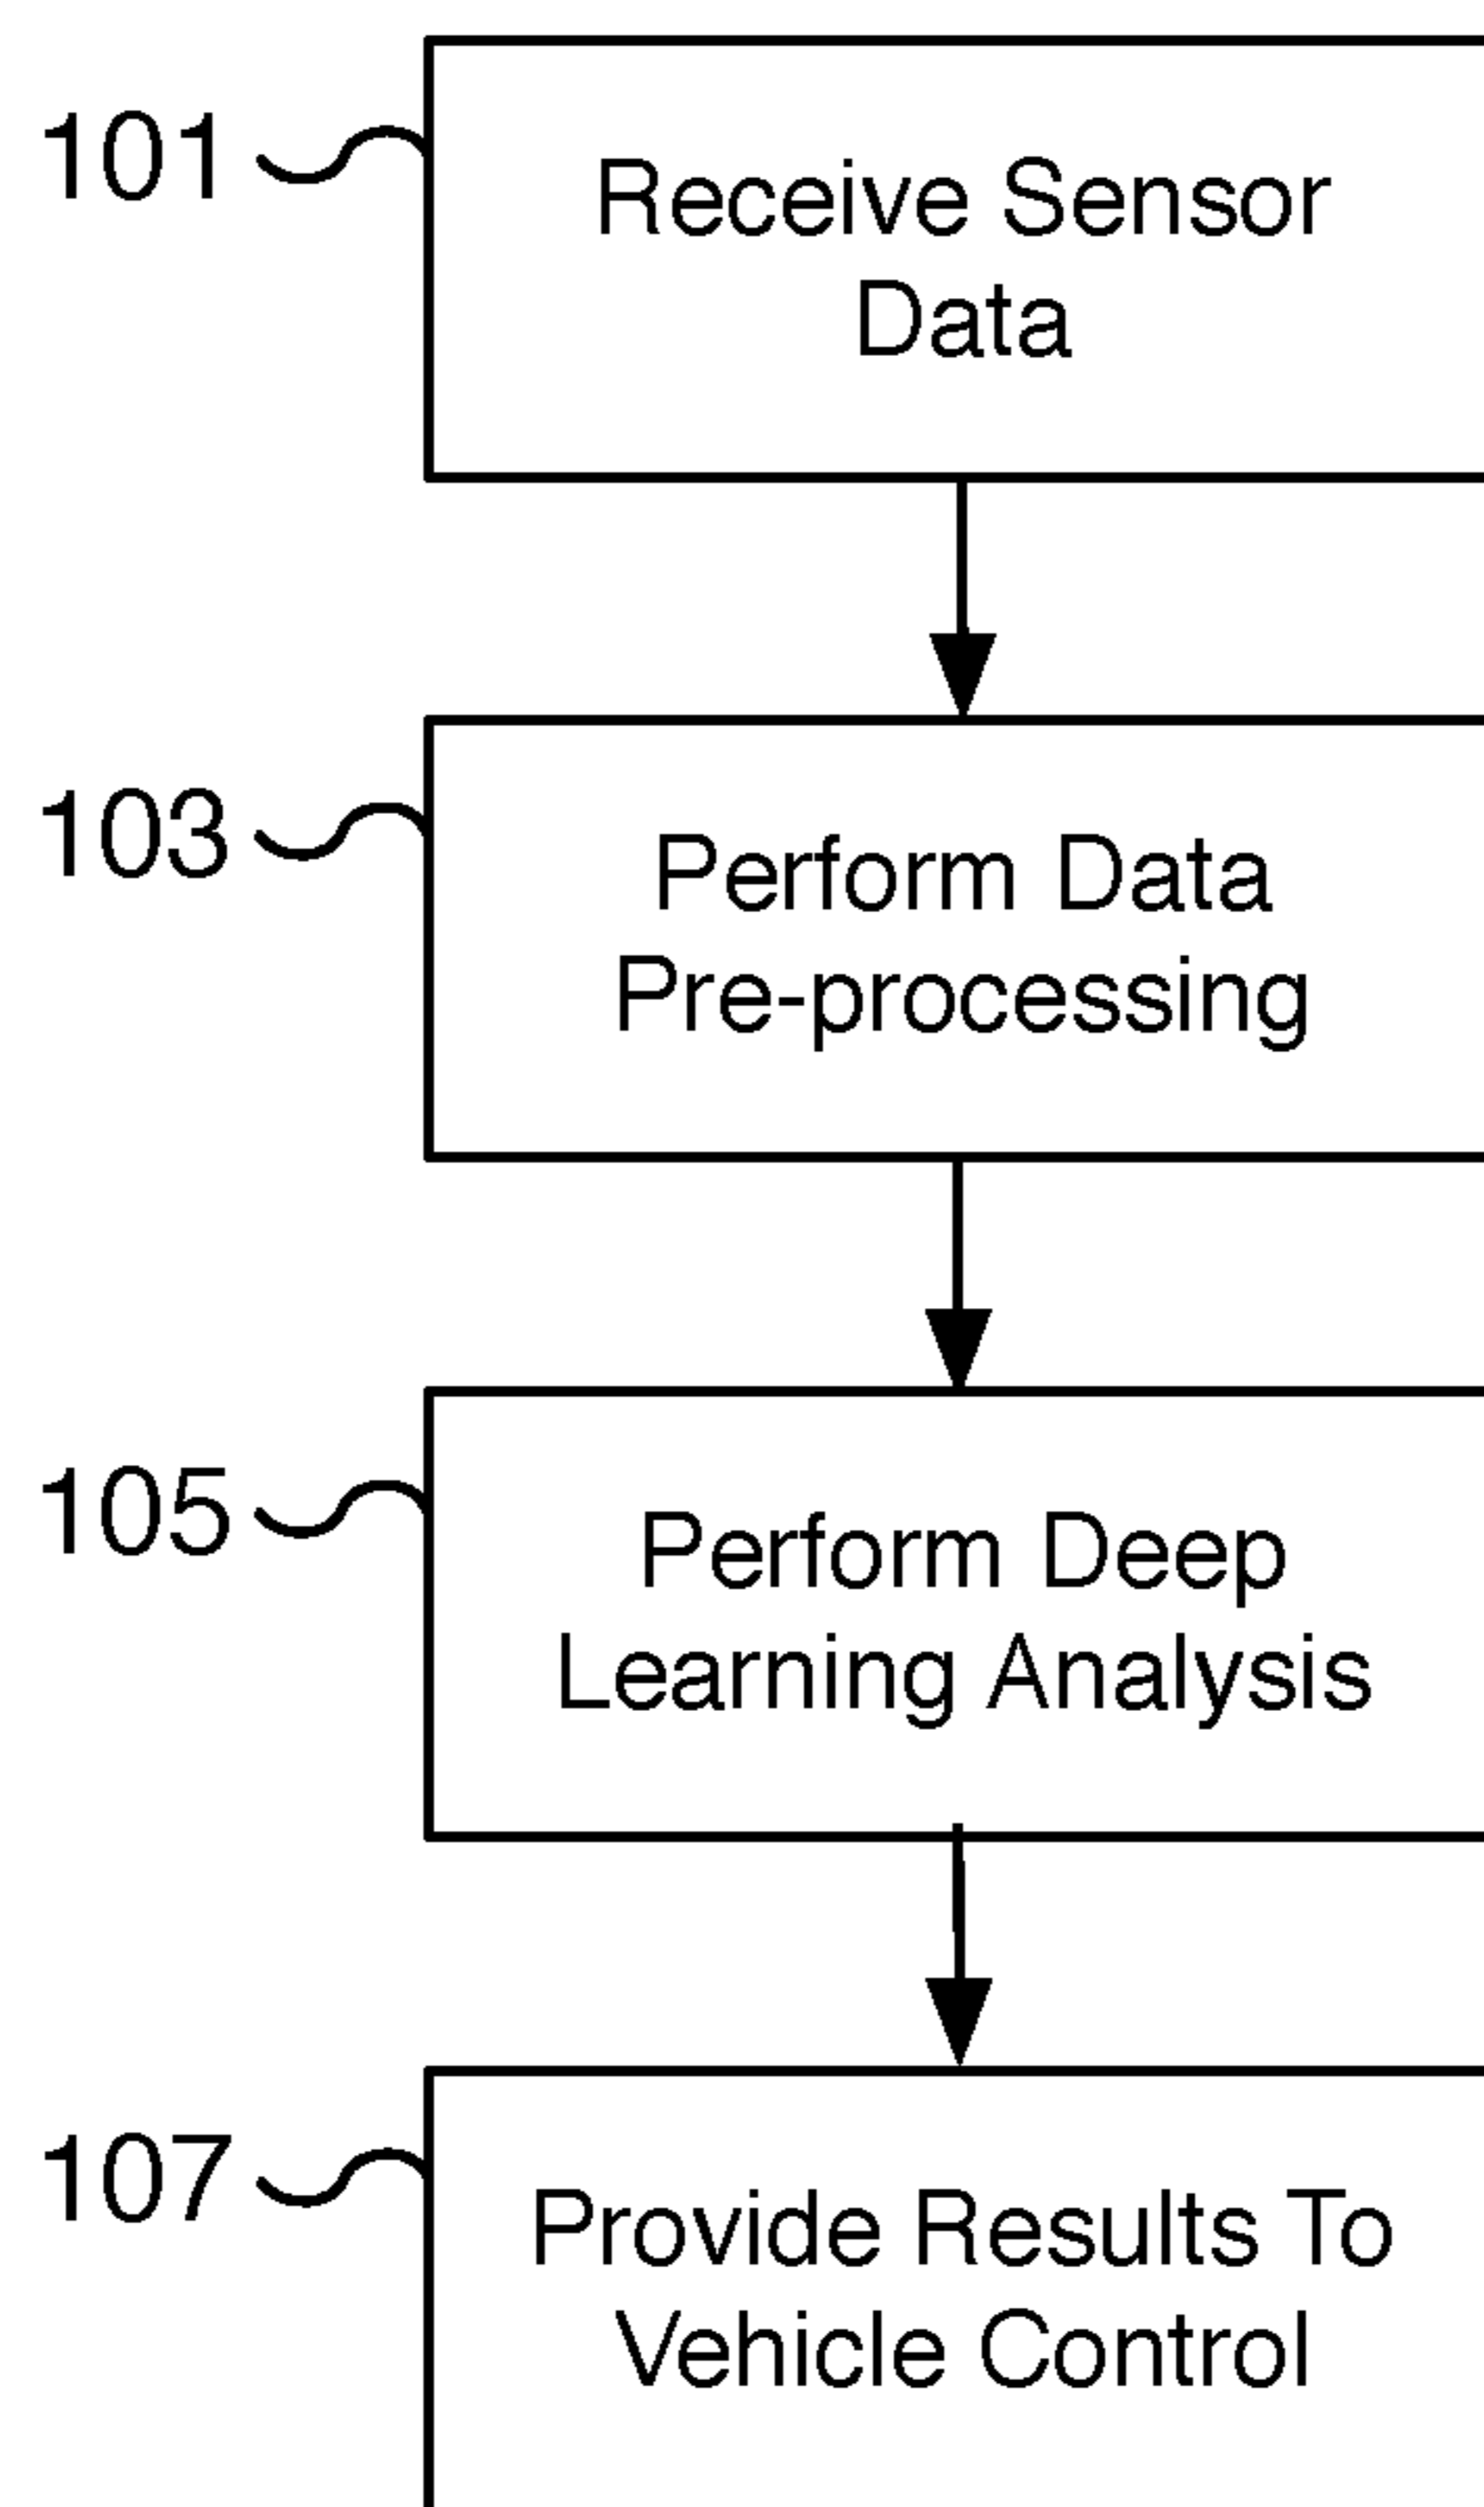 101
Receive Sensor
Data
103
Perform Data
Pre-processing
105
Perform Deep
Learning Analysis
107
Provide Results To
Vehicle Control